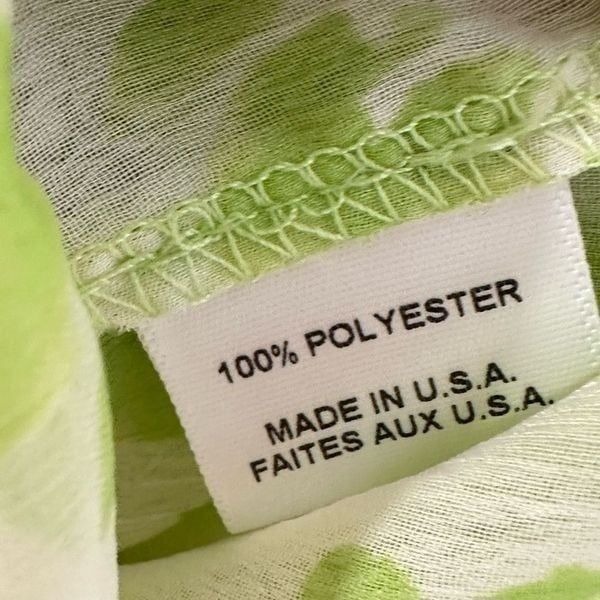 100% POLYESTER
MADE IN U.S.A.
FAITES AUX U.S.A.